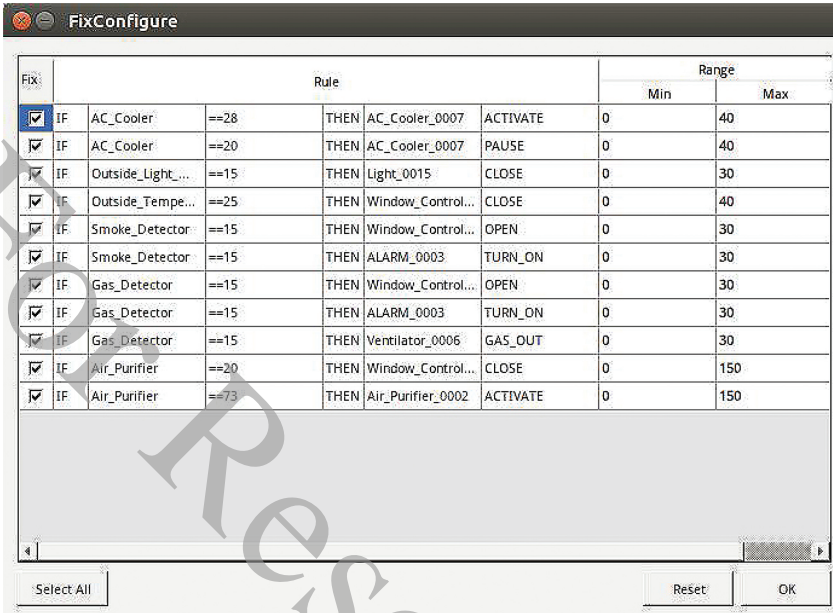 FixConfigure
Fix Rule Range
Min Max
IF AC_Cooler ==28 THEN AC_Cooler_0007 ACTIVATE 0 40
IF AC_Cooler ==20 THEN AC_Cooler_0007 PAUSE 0 40
IF Outside_Light_... ==15 THEN Light_0015 CLOSE 0 30
IF Outside_Tempe... ==25 THEN Window_Control... CLOSE 0 40
IF Smoke_Detector ==15 THEN Window_Control... OPEN 0 30
IF Smoke_Detector ==15 THEN ALARM_0003 TURN_ON 0 30
IF Gas_Detector ==15 THEN Window_Control... OPEN 0 30
IF Gas_Detector ==15 THEN ALARM_0003 TURN_ON 0 30
IF Gas_Detector ==15 THEN Ventilator_0006 GAS_OUT 0 30
IF Air_Purifier ==20 THEN Window_Control... CLOSE 0 150
IF Air_Purifier ==73 THEN Air_Purifier_0002 ACTIVATE 0 150
Select All Reset OK
For